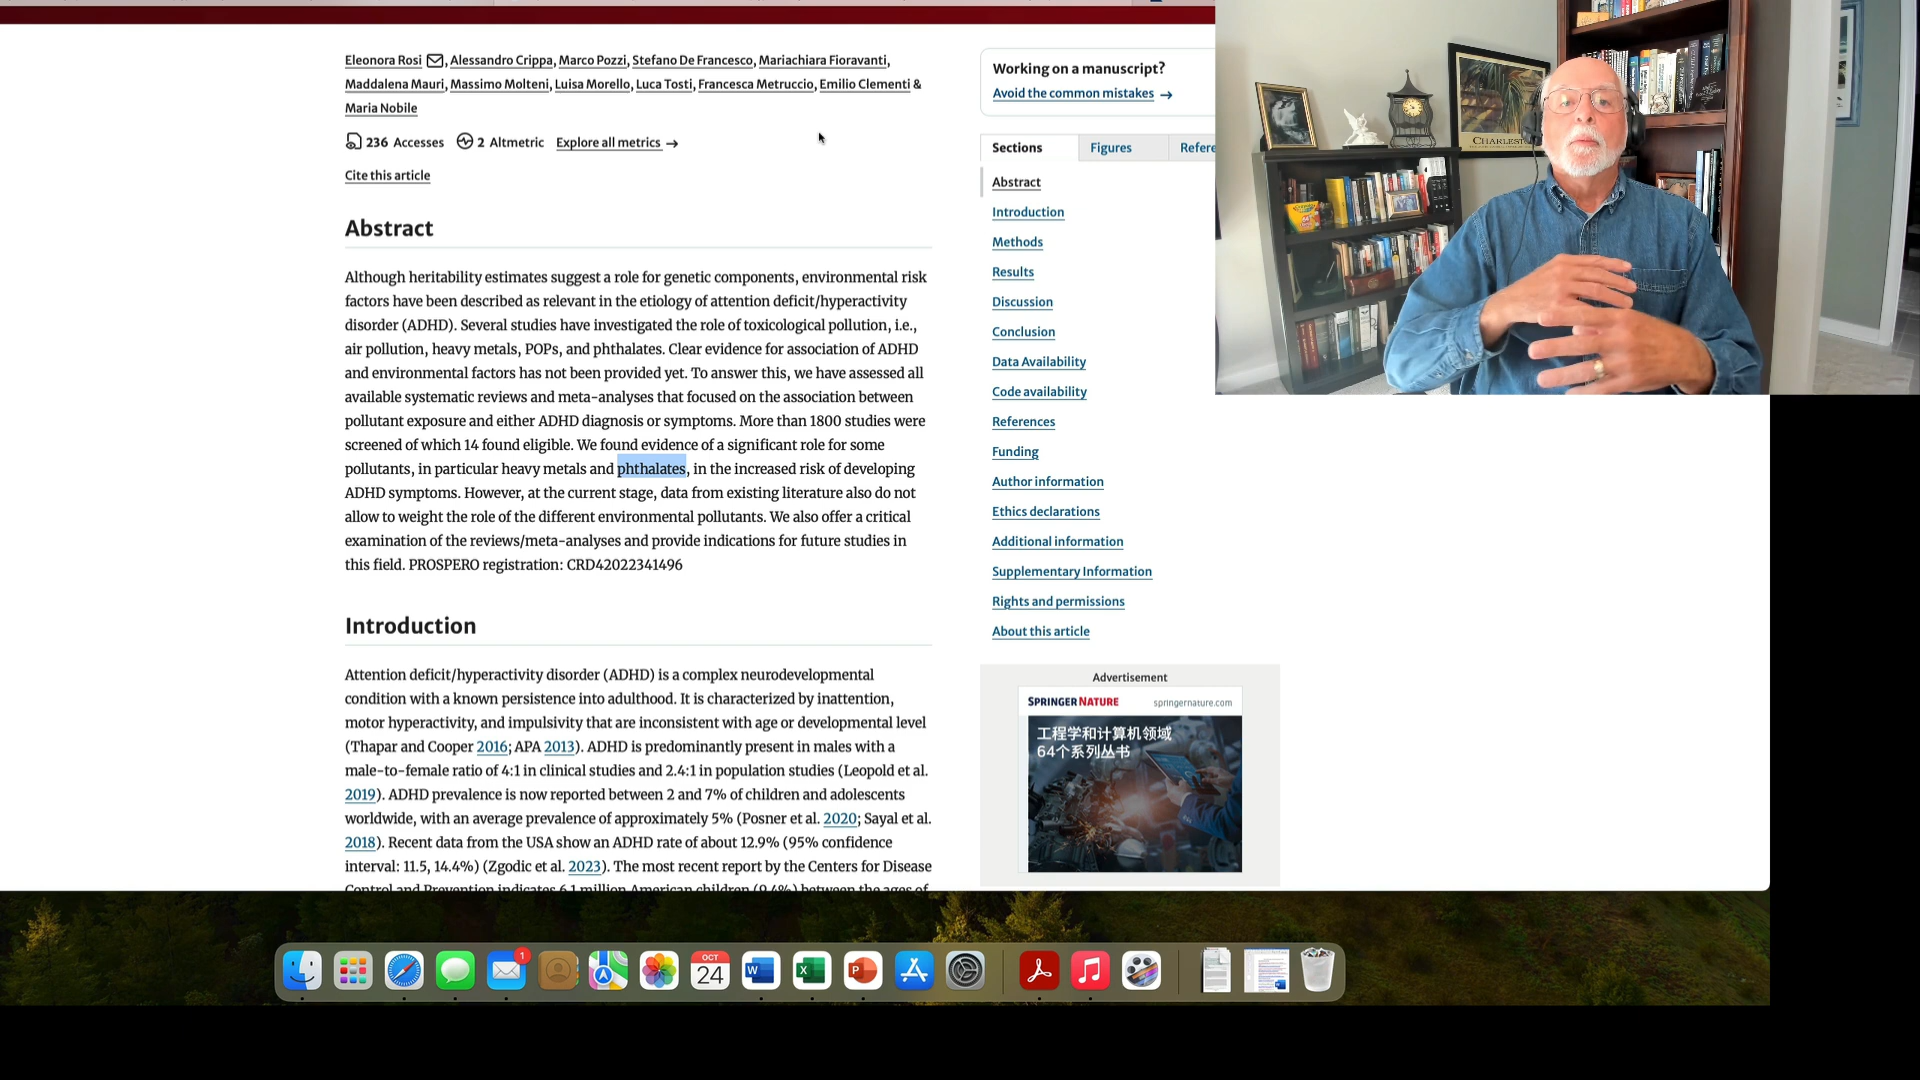 Eleonora Rosi, Alessandro Crippa, Marco Pozzi, Stefano De Francesco, Mariachiara Fioravanti,
Maddalena Mauri, Massimo Molteni, Luisa Morello, Luca Tosti, Francesca Metruccio, Emilio Clementi &
Maria Nobile
236 Accesses 2 Altmetric Explore all metrics →
Cite this article
Abstract
Although heritability estimates suggest a role for genetic components, environmental risk
factors have been described as relevant in the etiology of attention deficit/hyperactivity
disorder (ADHD). Several studies have investigated the role of toxicological pollution, i.e.,
air pollution, heavy metals, POPs, and phthalates. Clear evidence for association of ADHD
and environmental factors has not been provided yet. To answer this, we have assessed all
available systematic reviews and meta-analyses that focused on the association between
pollutant exposure and either ADHD diagnosis or symptoms. More than 1800 studies were
screened of which 14 found eligible. We found evidence of a significant role for some
pollutants, in particular heavy metals and phthalates, in the increased risk of developing
ADHD symptoms. However, at the current stage, data from existing literature also do not
allow to weight the role of the different environmental pollutants. We also offer a critical
examination of the reviews/meta-analyses and provide indications for future studies in
this field. PROSPERO registration: CRD42022341496
Introduction
Attention deficit/hyperactivity disorder (ADHD) is a complex neurodevelopmental
condition with a known persistence into adulthood. It is characterized by inattention,
motor hyperactivity, and impulsivity that are inconsistent with age or developmental level
(Thapar and Cooper 2016; APA 2013). ADHD is predominantly present in males with a
male-to-female ratio of 4:1 in clinical studies and 2.4:1 in population studies (Leopold et al.
2019). ADHD prevalence is now reported between 2 and 7% of children and adolescents
worldwide, with an average prevalence of approximately 5% (Posner et al. 2020; Sayal et al.
2018). Recent data from the USA show an ADHD rate of about 12.9% (95% confidence
interval: 11.5, 14.4%) (Zgodic et al. 2023). The most recent report by the Centers for Disease
Control and Prevention indicates 6.1 million American children (9.4%) between the ages of
Working on a manuscript?
Avoid the common mistakes →
Sections Figures Refere
Abstract
Introduction
Methods
Results
Discussion
Conclusion
Data Availability
Code availability
References
Funding
Author information
Ethics declarations
Additional information
Supplementary Information
Rights and permissions
About this article
Advertisement
SPRINGER NATURE springernature.com
工程学和计算机领域
64个系列丛书
CHARLEST
1
OCT
24
W
X
P